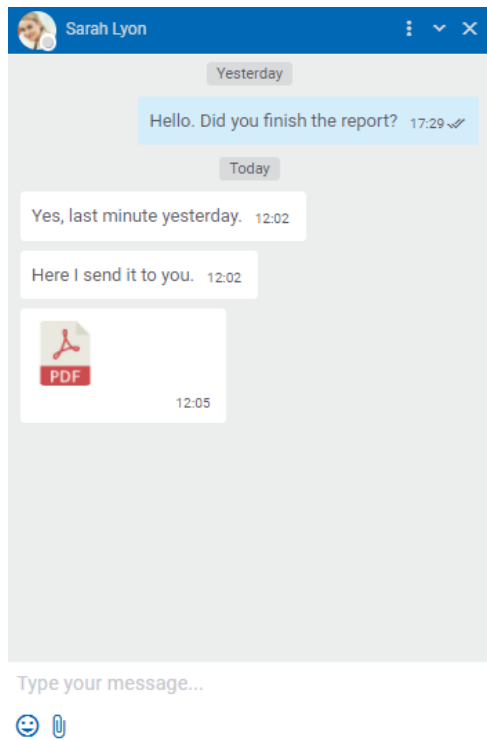 Sarah Lyon
Yesterday
Hello. Did you finish the report? 17:29
Today
Yes, last minute yesterday. 12:02
Here I send it to you. 12:02
PDF
12:05
Type your message...